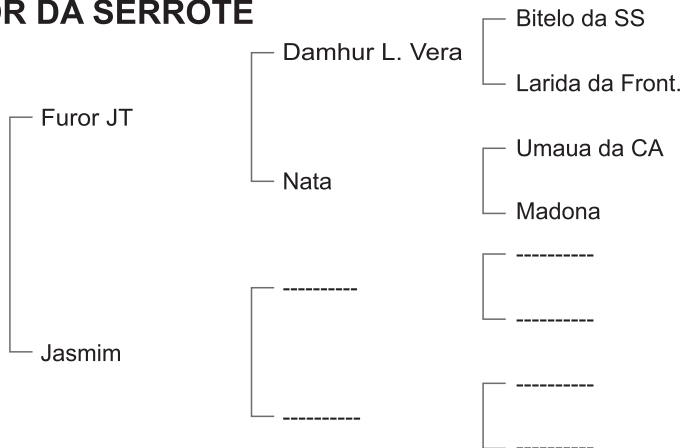 OR DA SERROTE
Bitelo da SS
Damhur L. Vera
Larida da Front.
Furor JT
Umaua da CA
Nata
Madona
----------
----------
----------
Jasmim
----------
----------
----------